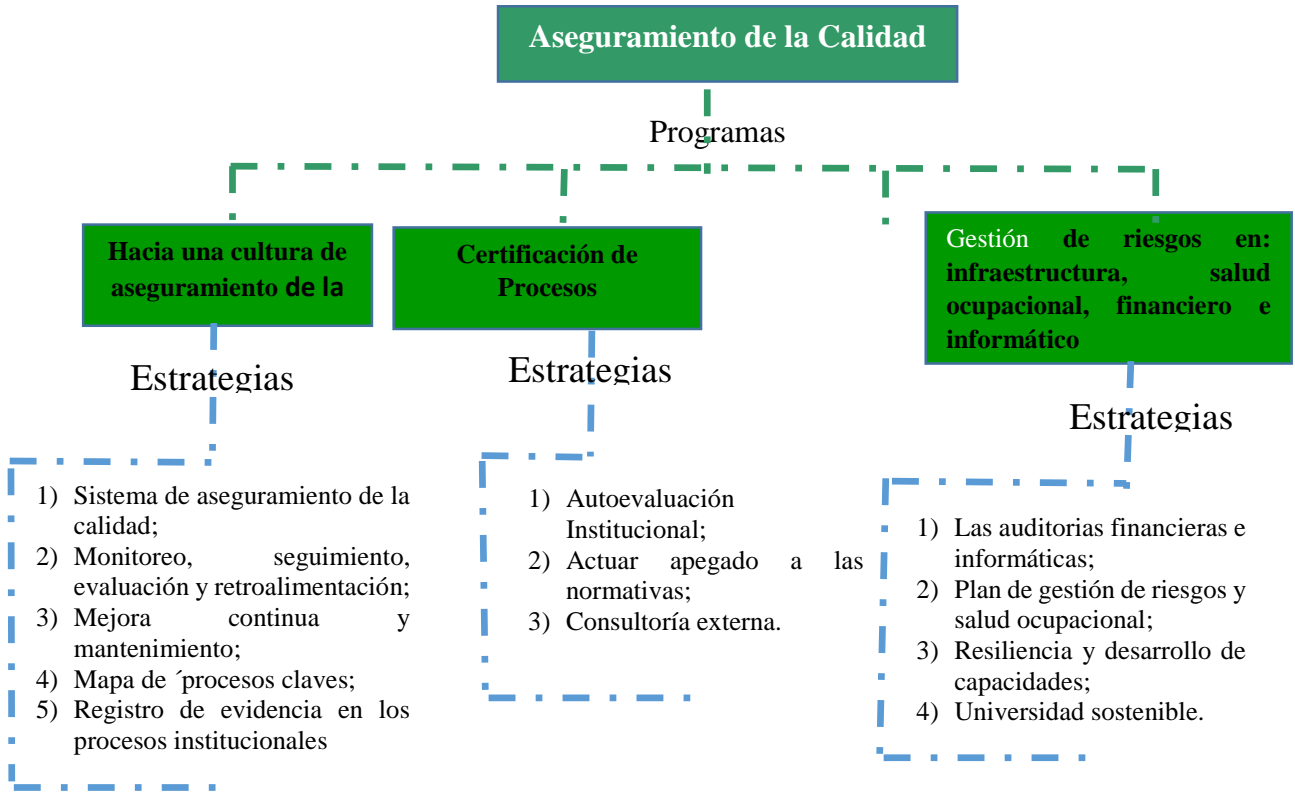 Aseguramiento de la Calidad
Programas
Hacia una cultura de
aseguramiento de la
Certificación de
Procesos
Gestión de riesgos en:
infraestructura, salud
ocupacional, financiero e
informático
Estrategias
1) Sistema de aseguramiento de la
calidad;
2) Monitoreo, seguimiento,
evaluación y retroalimentación;
3) Mejora continua y
mantenimiento;
4) Mapa de ´procesos claves;
5) Registro de evidencia en los
procesos institucionales
Estrategias
1) Autoevaluación
Institucional;
2) Actuar apegado a las
normativas;
3) Consultoría externa.
Estrategias
1) Las auditorias financieras e
informáticas;
2) Plan de gestión de riesgos y
salud ocupacional;
3) Resiliencia y desarrollo de
capacidades;
4) Universidad sostenible.